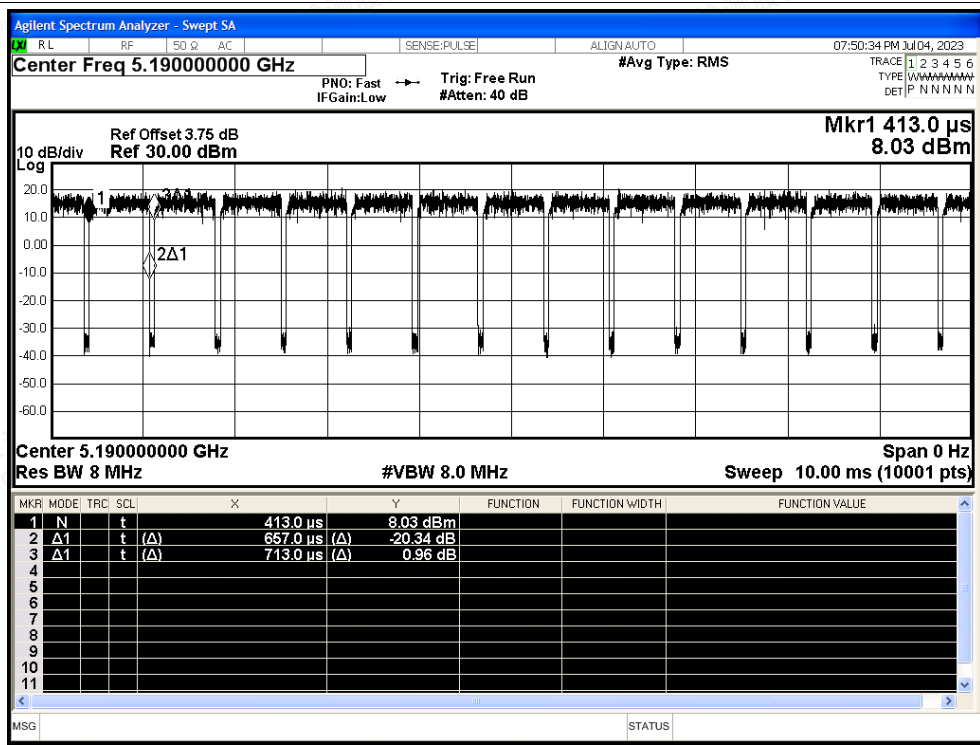 Agilent Spectrum Analyzer - Swept SA
LXI RL RF 50 Ω AC SENSE:PULSE ALIGN AUTO 07:50:34 PM Jul 04, 2023
Center Freq 5.190000000 GHz #Avg Type: RMS TRACE 1 2 3 4 5 6
PNO: Fast Trig: Free Run TYPE WWWWWW
IFGain:Low #Atten: 40 dB DET P N N N N N
Ref Offset 3.75 dB Mkr1 413.0 µs
10 dB/div Ref 30.00 dBm 8.03 dBm
Log
20.0
1
3Δ1
10.0
0.00
2Δ1
-10.0
-20.0
-30.0
-40.0
-50.0
-60.0
Center 5.190000000 GHz Span 0 Hz
Res BW 8 MHz #VBW 8.0 MHz Sweep 10.00 ms (10001 pts)
MKR MODE TRC SCL X Y FUNCTION FUNCTION WIDTH FUNCTION VALUE
1 N t 413.0 µs 8.03 dBm
2 Δ1 t (Δ) 657.0 µs (Δ) -20.34 dB
3 Δ1 t (Δ) 713.0 µs (Δ) 0.96 dB
4
5
6
7
8
9
10
11
MSG STATUS